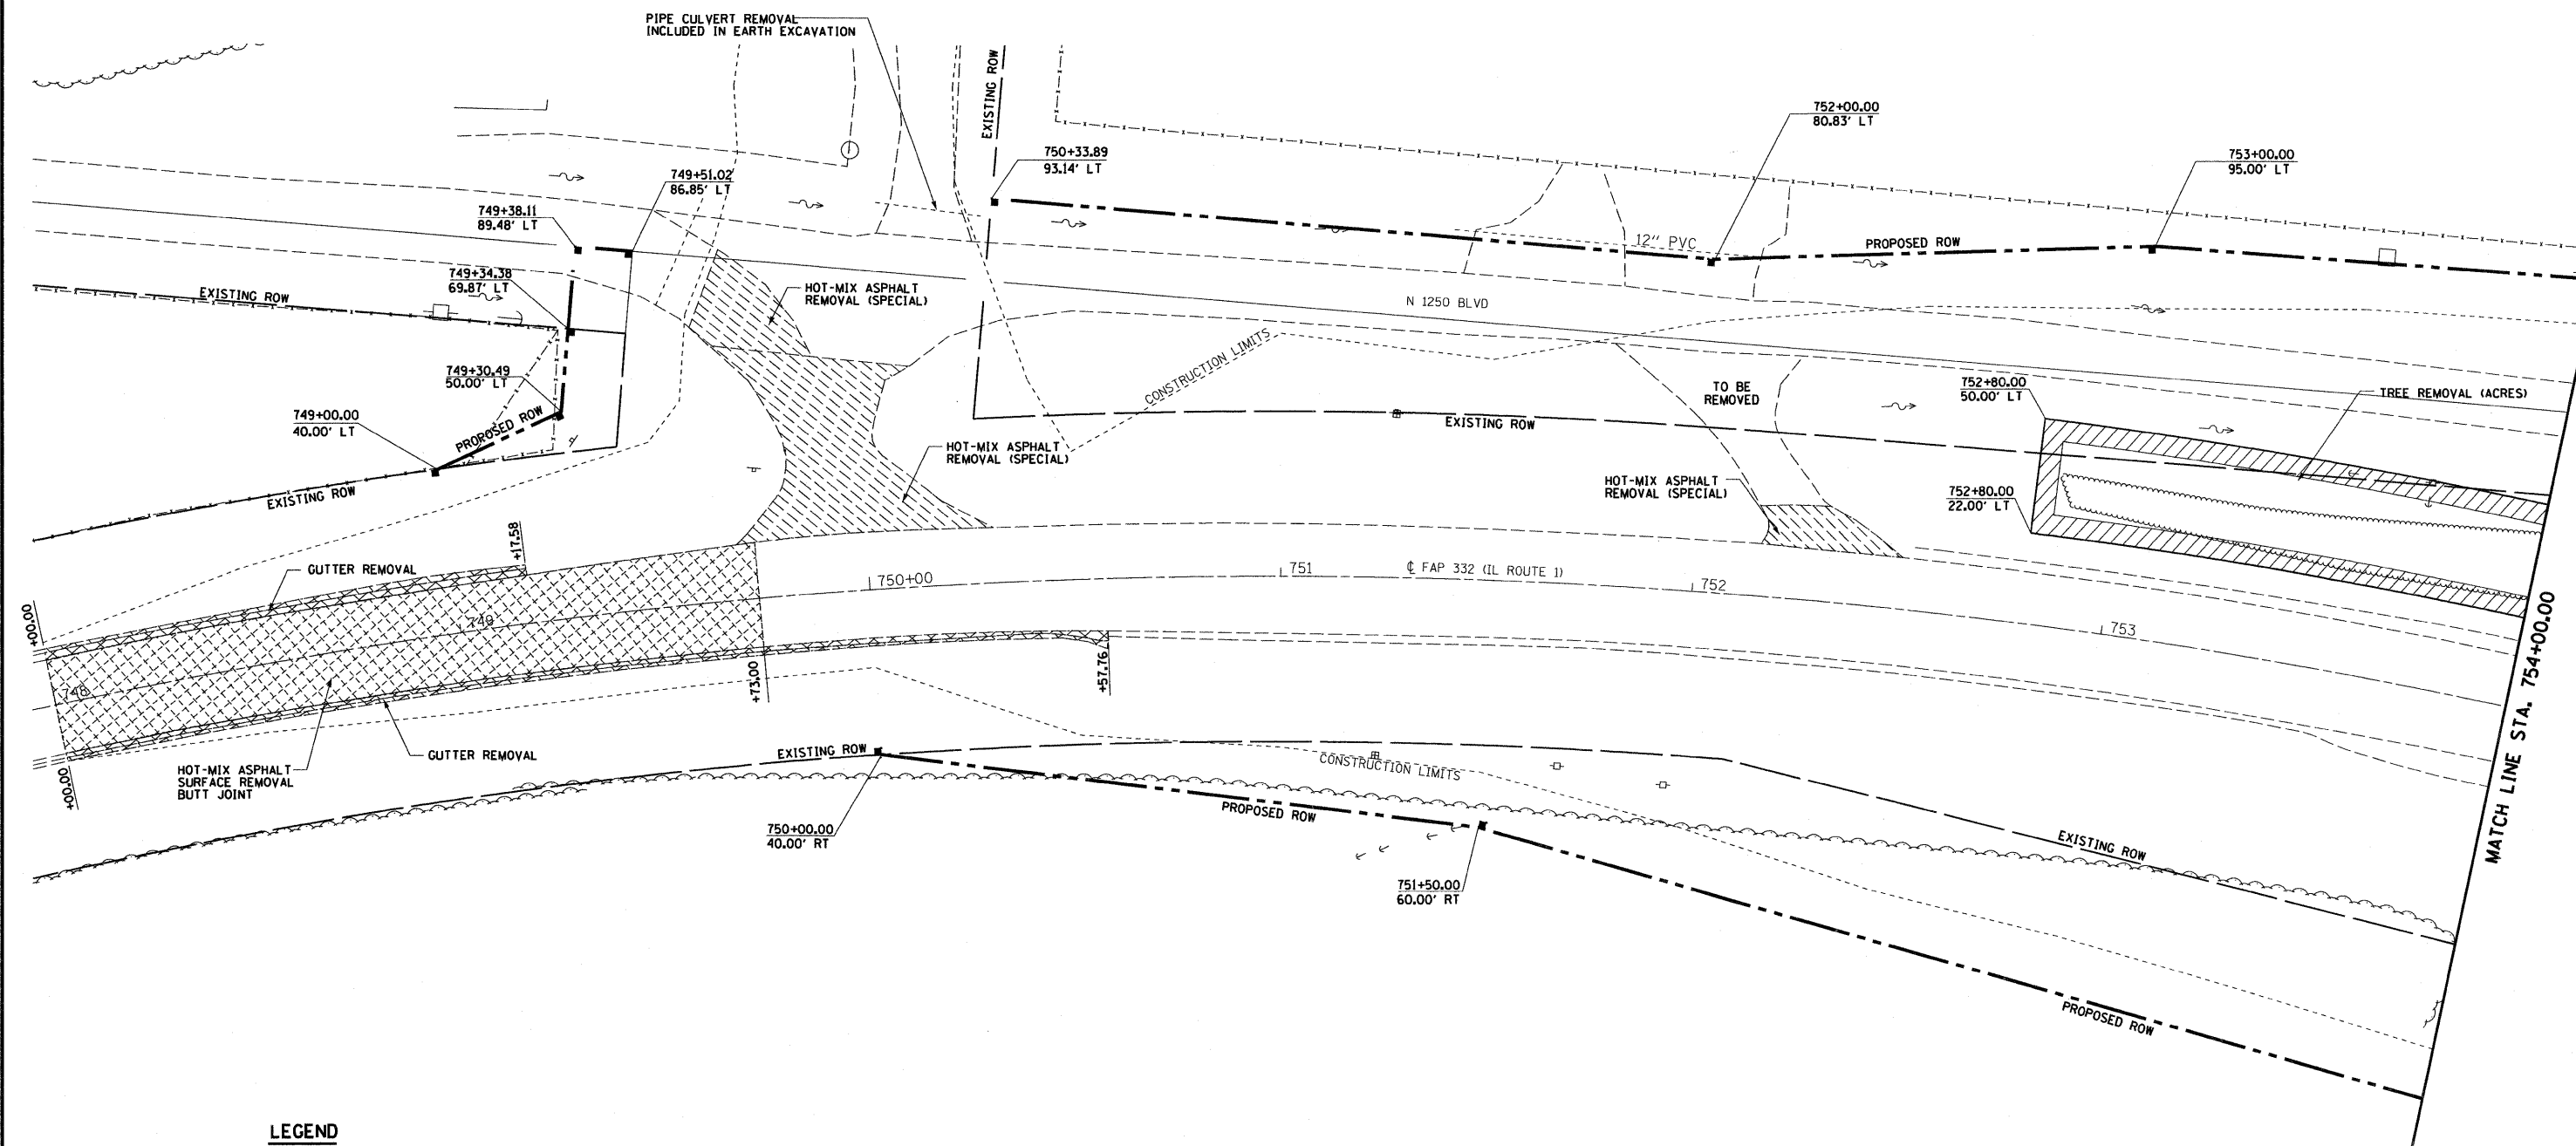 PIPE CULVERT REMOVAL
INCLUDED IN EARTH EXCAVATION
EXISTING ROW
752+00.00
80.83' LT
750+33.89
93.14' LT
753+00.00
95.00' LT
749+51.02
86.85' LT
749+38.11
89.48' LT
12" PVC
PROPOSED ROW
749+34.38
69.87' LT
EXISTING ROW
HOT-MIX ASPHALT
REMOVAL (SPECIAL)
N 1250 BLVD
CONSTRUCTION LIMITS
749+30.49
50.00' LT
TO BE
REMOVED
752+80.00
50.00' LT
TREE REMOVAL (ACRES)
749+00.00
40.00' LT
PROPOSED ROW
EXISTING ROW
HOT-MIX ASPHALT
REMOVAL (SPECIAL)
EXISTING ROW
HOT-MIX ASPHALT
REMOVAL (SPECIAL)
752+80.00
22.00' LT
+17.58
GUTTER REMOVAL
750+00
751
℄ FAP 332 (IL ROUTE 1)
752
+00.00
749
753
748
+73.00
+57.76
MATCH LINE STA. 754+00.00
GUTTER REMOVAL
EXISTING ROW
CONSTRUCTION LIMITS
+00.00
HOT-MIX ASPHALT
SURFACE REMOVAL
BUTT JOINT
PROPOSED ROW
750+00.00
40.00' RT
EXISTING ROW
751+50.00
60.00' RT
PROPOSED ROW
LEGEND